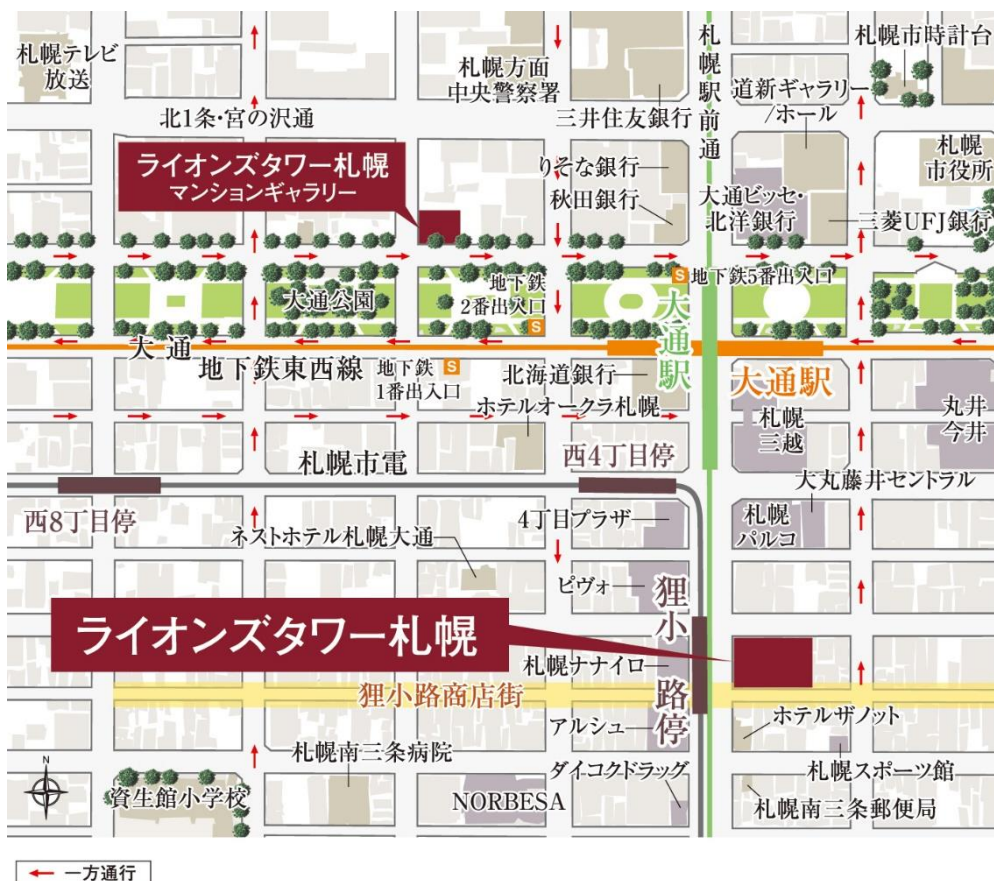 札幌テレビ
放送
札幌方面
中央警察署
札幌駅前通
札幌市時計台
北1条・宮の沢通
三井住友銀行
道新ギャラリー
/ホール
ライオンズタワー札幌
マンションギャラリー
りそな銀行
秋田銀行
大通ビッセ・
北洋銀行
札幌
市役所
三菱UFJ銀行
大通公園
地下鉄
2番出入口
S
S
地下鉄5番出入口
大通駅
大通
地下鉄東西線
地下鉄
1番出入口
S
北海道銀行
ホテルオークラ札幌
大通駅
札幌
三越
丸井
今井
札幌市電
西4丁目停
大丸藤井セントラル
西8丁目停
4丁目プラザ
札幌
パルコ
ネストホテル札幌大通
ピヴォ
狸小路停
ライオンズタワー札幌
札幌ナナイロ
狸小路商店街
アルシュ
ホテルザノット
札幌南三条病院
ダイコクドラッグ
札幌スポーツ館
N
資生館小学校
NORBESA
札幌南三条郵便局
一方通行